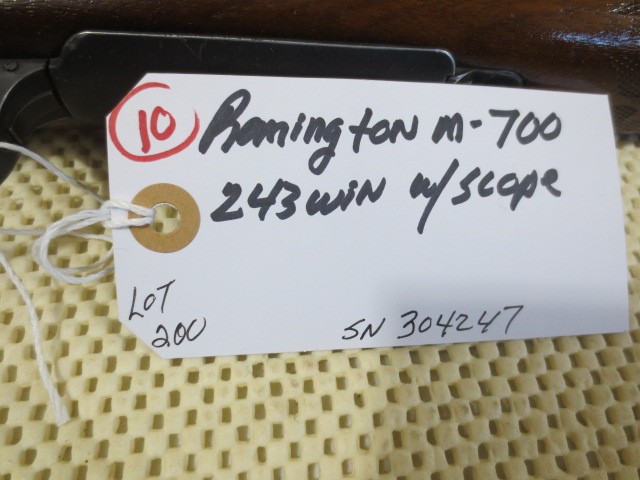 10 Remington M-700
243 WIN w/scope
LOT
200
SN 304247